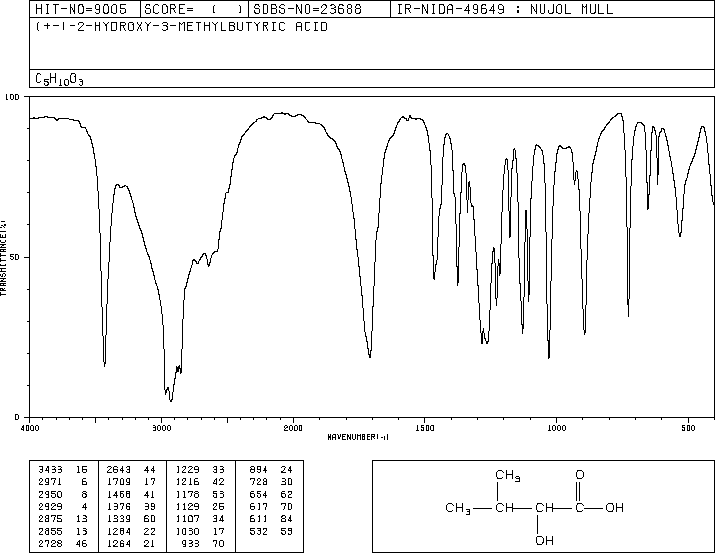 HIT-NO=9005 SCORE= ( ) SDBS-NO=23688 IR-NIDA-49649 : NUJOL MULL
(+-)-2-HYDROXY-3-METHYLBUTYRIC ACID
C5H10O3
100
50
0
TRANSMITTANCE(%)
4000 3000 2000 1500 1000 500
WAVENUMBER(-1)
3433 16 2643 44 1229 33 894 24
2971 6 1709 17 1216 42 728 30
2950 8 1468 41 1178 53 654 62
2929 4 1376 39 1129 26 617 70
2875 13 1339 60 1107 34 611 84
2855 13 1284 22 1030 17 532 53
2728 46 1264 21 933 70
CH3 O
CH3 CH CH C OH
OH